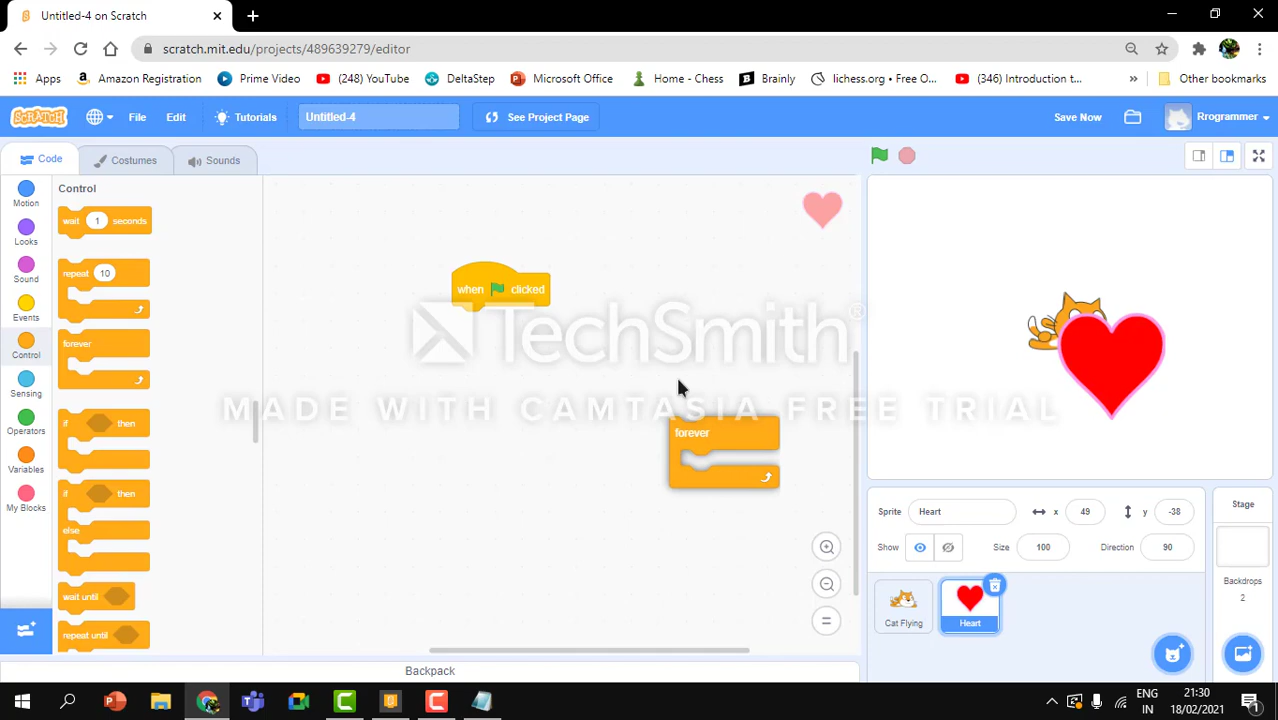 Untitled-4 on Scratch
scratch.mit.edu/projects/489639279/editor
Apps
Amazon Registration
Prime Video
(248) YouTube
DeltaStep
Microsoft Office
Home - Chess
Brainly
lichess.org • Free O...
(346) Introduction t...
»
Other bookmarks
SCRATCH
File
Edit
Tutorials
Untitled-4
See Project Page
Save Now
Rrogrammer
Code
Costumes
Sounds
Motion
Looks
Sound
Events
Control
Sensing
Operators
Variables
My Blocks
Control
wait 1 seconds
repeat 10
forever
if then
if then
else
wait until
repeat until
when clicked
forever
TechSmith®
MADE WITH CAMTASIA FREE TRIAL
Backpack
Sprite
Heart
x
49
y
-38
Show
Size
100
Direction
90
Cat Flying
Heart
Stage
Backdrops
2
ENG
IN
21:30
18/02/2021
1